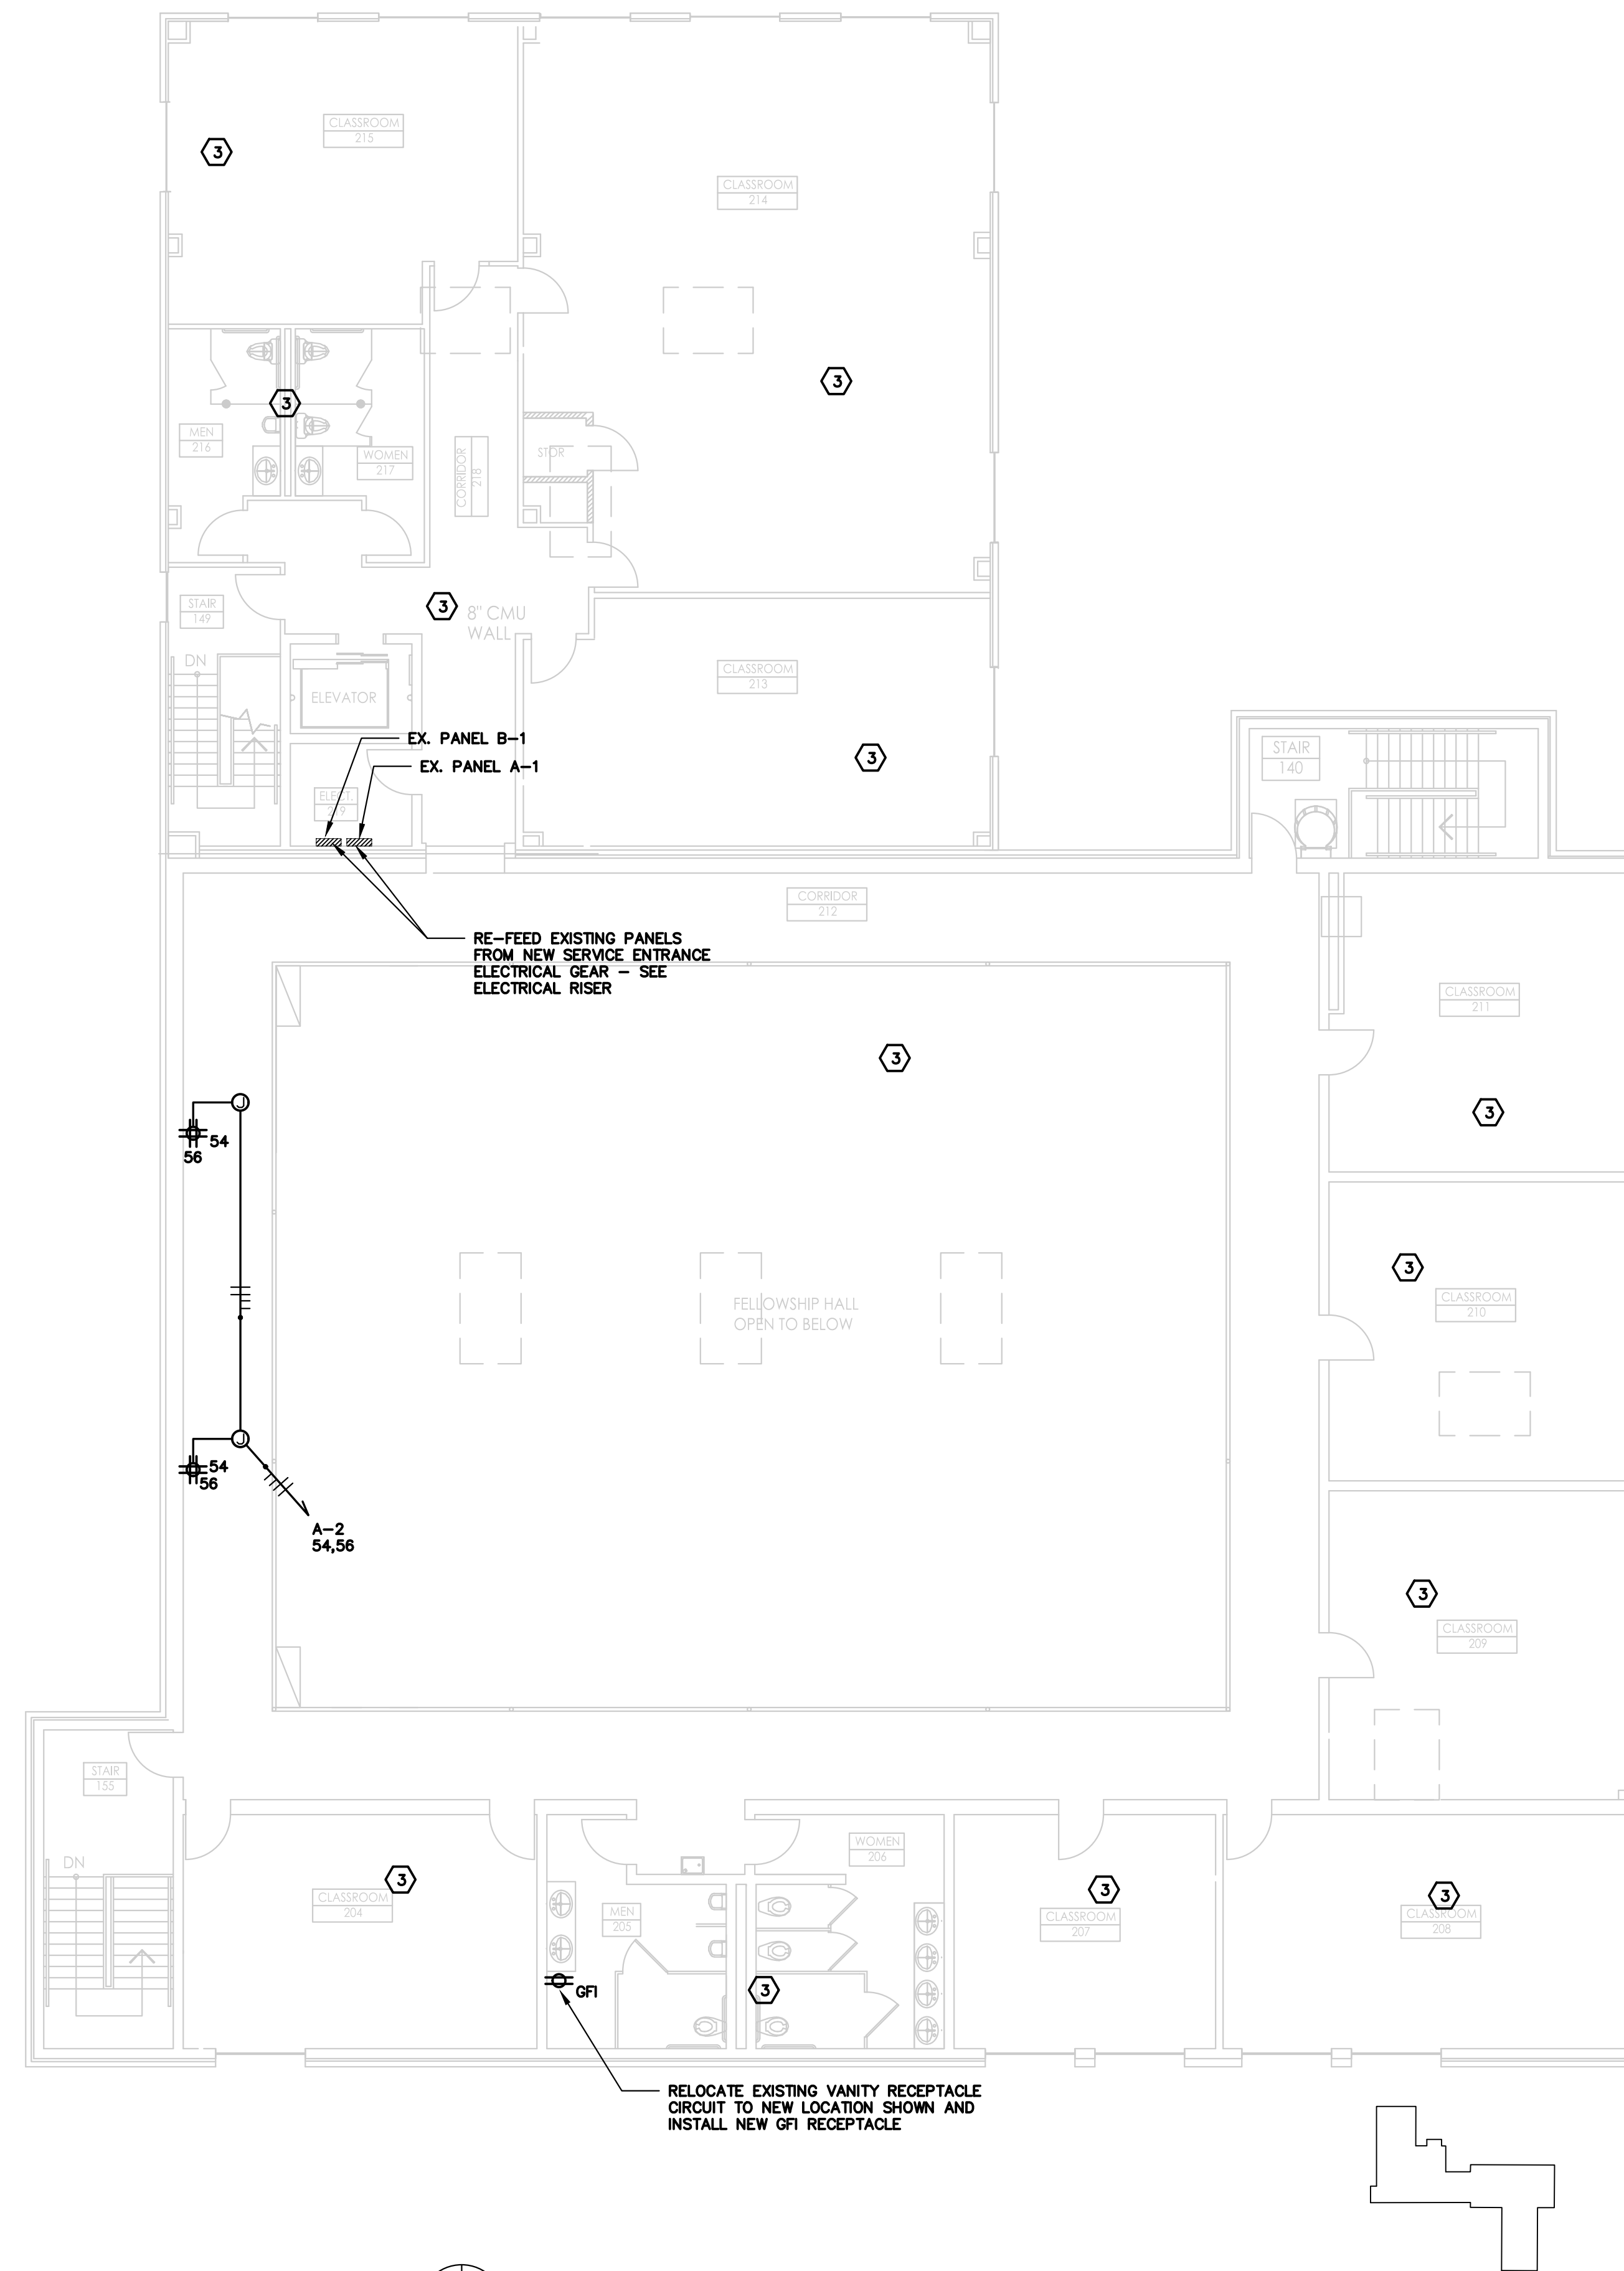 CLASSROOM
215
3
CLASSROOM
214
3
3
MEN
216
WOMEN
217
CORRIDOR
218
STOR
STAIR
149
3
8" CMU
WALL
DN
ELEVATOR
CLASSROOM
213
3
EX. PANEL B-1
EX. PANEL A-1
ELECT.
219
STAIR
140
CORRIDOR
212
RE-FEED EXISTING PANELS
FROM NEW SERVICE ENTRANCE
ELECTRICAL GEAR - SEE
ELECTRICAL RISER
CLASSROOM
211
3
3
J
54
56
3
CLASSROOM
210
FELLOWSHIP HALL
OPEN TO BELOW
J
54
56
A-2
54,56
3
CLASSROOM
209
STAIR
155
DN
3
CLASSROOM
204
MEN
205
WOMEN
206
3
CLASSROOM
207
3
CLASSROOM
208
GFI
3
RELOCATE EXISTING VANITY RECEPTACLE
CIRCUIT TO NEW LOCATION SHOWN AND
INSTALL NEW GFI RECEPTACLE